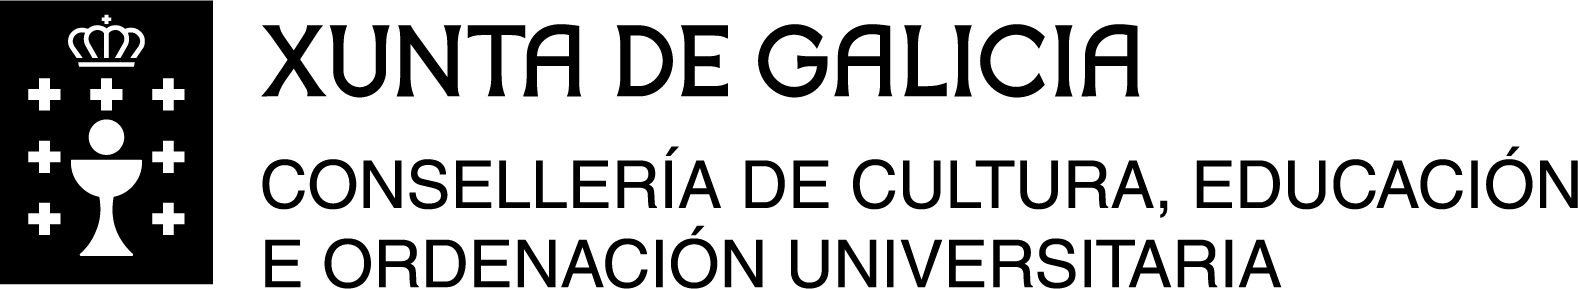 XUNTA DE GALICIA
CONSELLERÍA DE CULTURA, EDUCACIÓN
E ORDENACIÓN UNIVERSITARIA